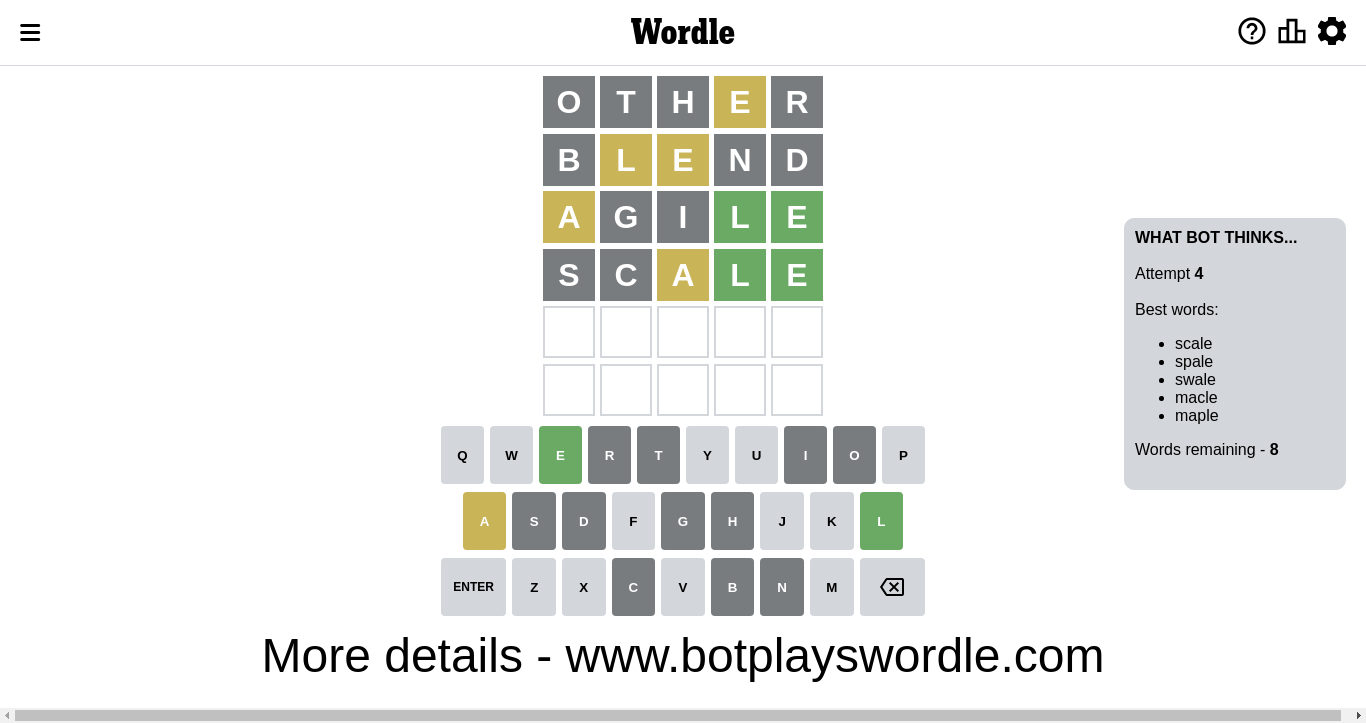 Wordle
O T H E R
B L E N D
A G I L E
S C A L E
WHAT BOT THINKS...
Attempt 4
Best words:
scale
spale
swale
macle
maple
Words remaining - 8
Q W E R T Y U I O P
A S D F G H J K L
ENTER Z X C V B N M
More details - www.botplayswordle.com